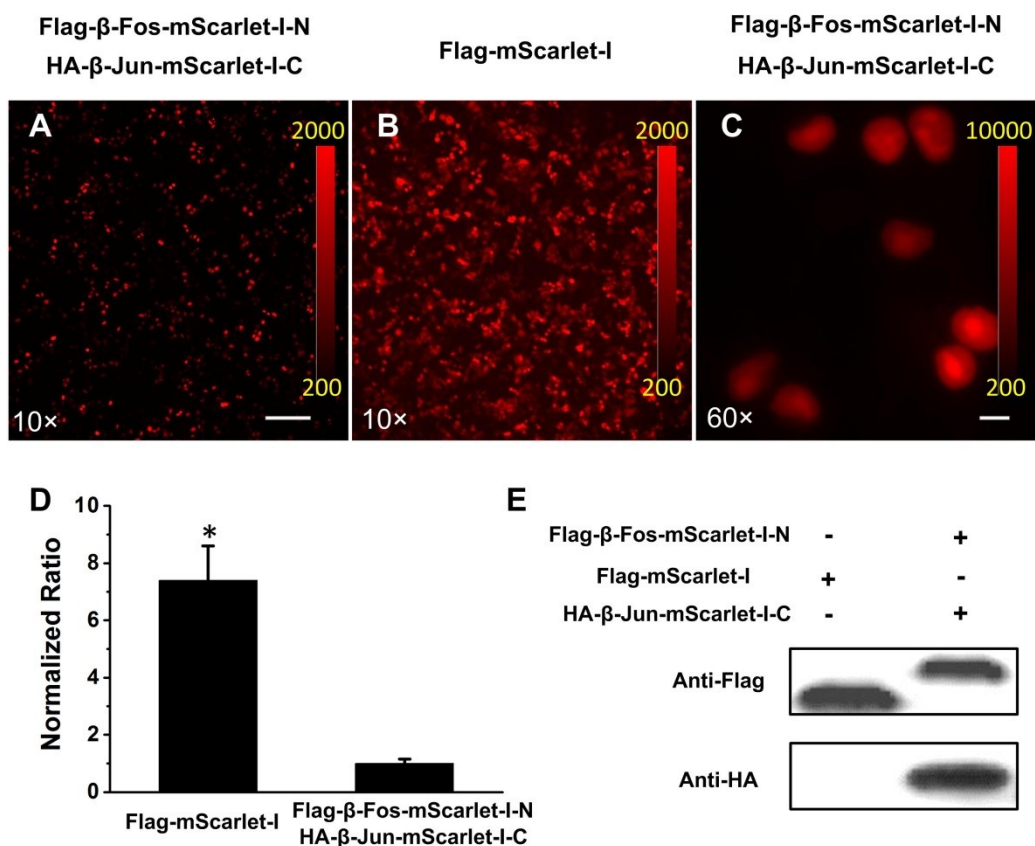 Flag-β-Fos-mScarlet-I-N
HA-β-Jun-mScarlet-I-C
Flag-mScarlet-I
Flag-β-Fos-mScarlet-I-N
HA-β-Jun-mScarlet-I-C
A
2000
200
10×
B
2000
200
10×
C
10000
200
60×
D
Normalized Ratio
10
8
6
4
2
0
*
Flag-mScarlet-I
Flag-β-Fos-mScarlet-I-N
HA-β-Jun-mScarlet-I-C
E
Flag-β-Fos-mScarlet-I-N - +
Flag-mScarlet-I + -
HA-β-Jun-mScarlet-I-C - +
Anti-Flag
Anti-HA